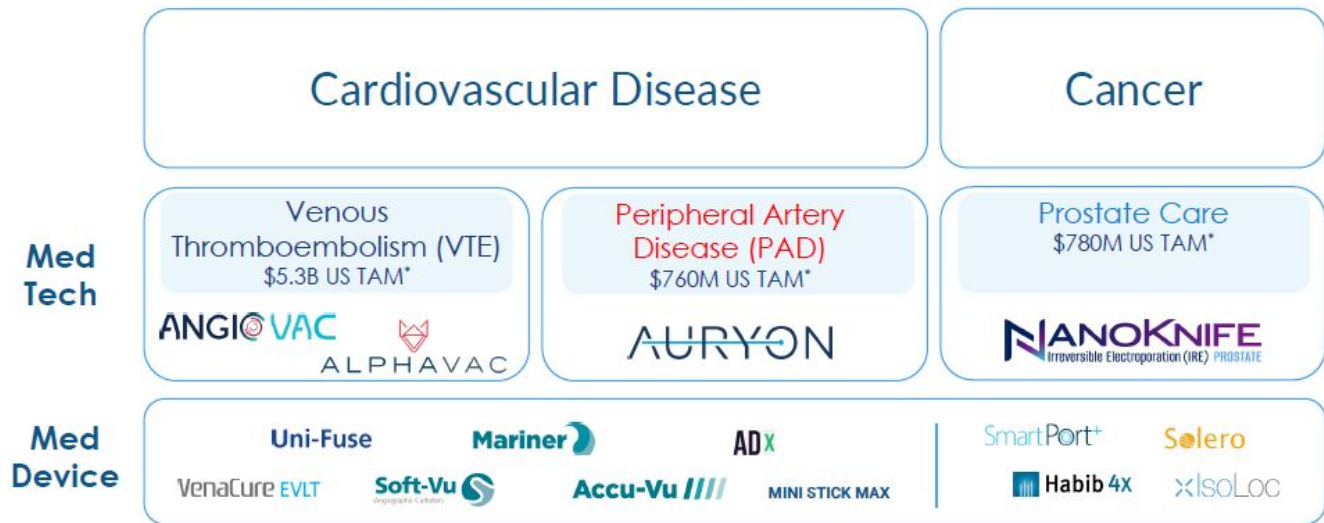 Cardiovascular Disease
Cancer
Med
Tech
Venous
Thromboembolism (VTE)
$5.3B US TAM*
ANGIOVAC
ALPHAVAC
Peripheral Artery
Disease (PAD)
$760M US TAM*
AURYON
Prostate Care
$780M US TAM*
NANOKNIFE
Irreversible Electroporation (IRE) PROSTATE
Med
Device
Uni-Fuse
Mariner
ADX
SmartPort+
Solero
VenaCure EVLT
Soft-Vu
Angiographic Catheters
Accu-Vu
MINI STICK MAX
Habib 4X
IsoLoc